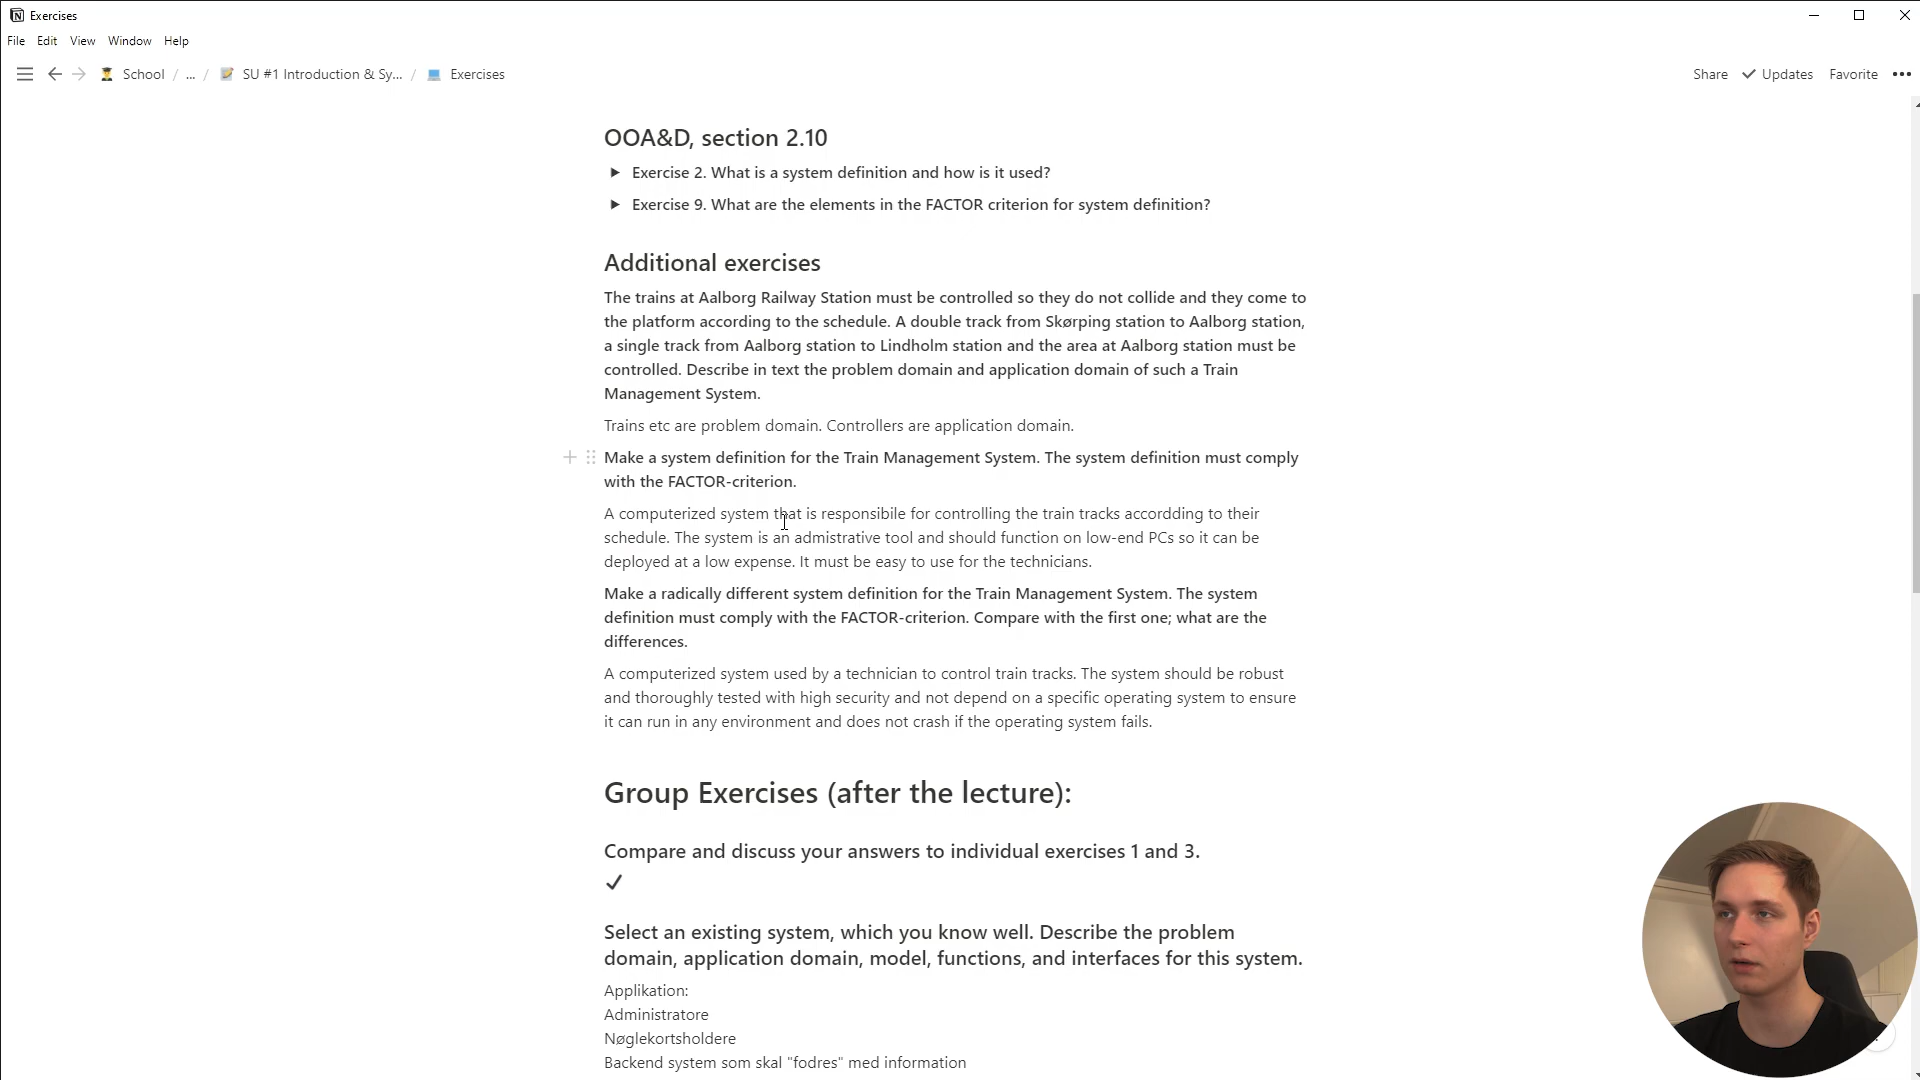 Exercises
File Edit View Window Help
School / ... / SU #1 Introduction & Sy... / Exercises
Share Updates Favorite
OOA&D, section 2.10
Exercise 2. What is a system definition and how is it used?
Exercise 9. What are the elements in the FACTOR criterion for system definition?
Additional exercises
The trains at Aalborg Railway Station must be controlled so they do not collide and they come to
the platform according to the schedule. A double track from Skørping station to Aalborg station,
a single track from Aalborg station to Lindholm station and the area at Aalborg station must be
controlled. Describe in text the problem domain and application domain of such a Train
Management System.
Trains etc are problem domain. Controllers are application domain.
Make a system definition for the Train Management System. The system definition must comply
with the FACTOR-criterion.
A computerized system that is responsibile for controlling the train tracks accordding to their
schedule. The system is an admistrative tool and should function on low-end PCs so it can be
deployed at a low expense. It must be easy to use for the technicians.
Make a radically different system definition for the Train Management System. The system
definition must comply with the FACTOR-criterion. Compare with the first one; what are the
differences.
A computerized system used by a technician to control train tracks. The system should be robust
and thoroughly tested with high security and not depend on a specific operating system to ensure
it can run in any environment and does not crash if the operating system fails.
Group Exercises (after the lecture):
Compare and discuss your answers to individual exercises 1 and 3.
Select an existing system, which you know well. Describe the problem
domain, application domain, model, functions, and interfaces for this system.
Applikation:
Administratore
Nøglekortsholdere
Backend system som skal "fodres" med information